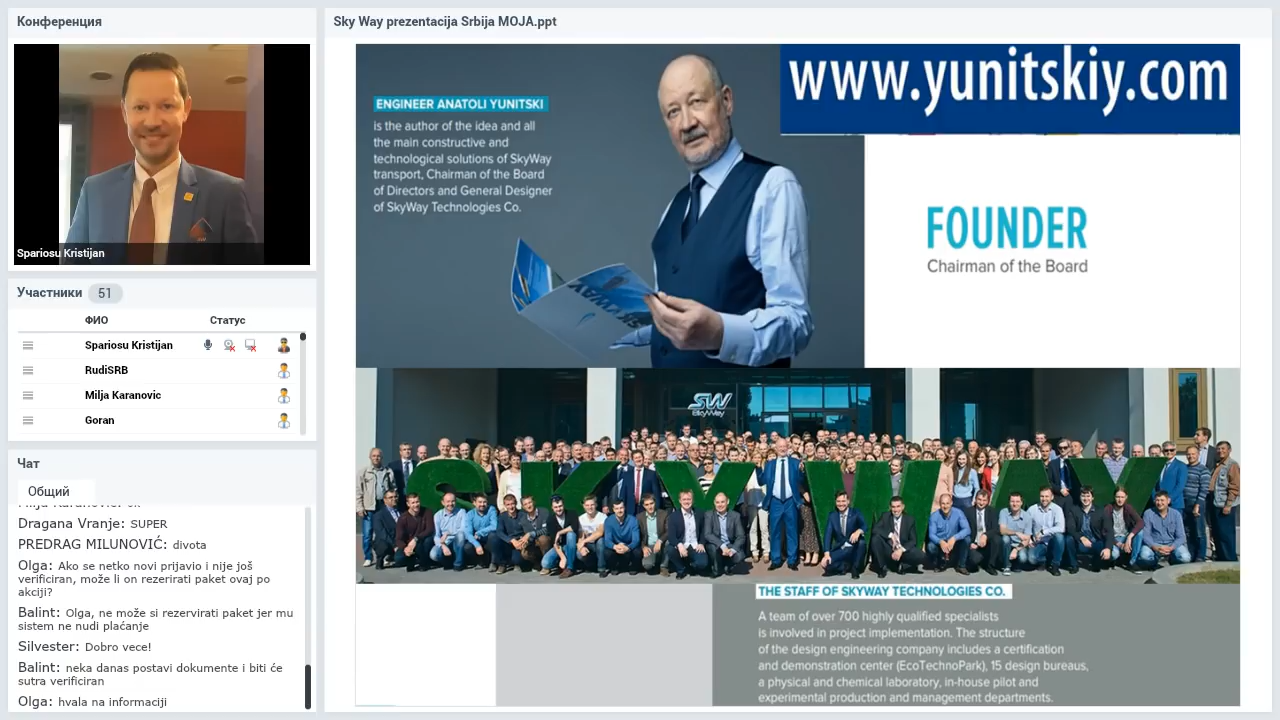 Конференция
Spariosu Kristijan
Участники 51
ФИО Статус
Spariosu Kristijan
RudiSRB
Milja Karanovic
Goran
Чат
Общий
Dragana Vranje: SUPER
PREDRAG MILUNOVIĆ: divota
Olga: Ako se netko novi prijavio i nije još
verificiran, može li on rezerirati paket ovaj po
akciji?
Balint: Olga, ne može si rezervirati paket jer mu
sistem ne nudi plaćanje
Silvester: Dobro vece!
Balint: neka danas postavi dokumente i biti će
sutra verificiran
Olga: hvala na informaciji
Sky Way prezentacija Srbija MOJA.ppt
www.yunitskiy.com
ENGINEER ANATOLI YUNITSKI
is the author of the idea and all
the main constructive and
technological solutions of SkyWay
transport, Chairman of the Board
of Directors and General Designer
of SkyWay Technologies Co.
SKYWAY
FOUNDER
Chairman of the Board
SW
SkyWay
SKY WAY
THE STAFF OF SKYWAY TECHNOLOGIES CO.
A team of over 700 highly qualified specialists
is involved in project implementation. The structure
of the design engineering company includes a certification
and demonstration center (EcoTechnoPark), 15 design bureaus,
a physical and chemical laboratory, in-house pilot and
experimental production and management departments.